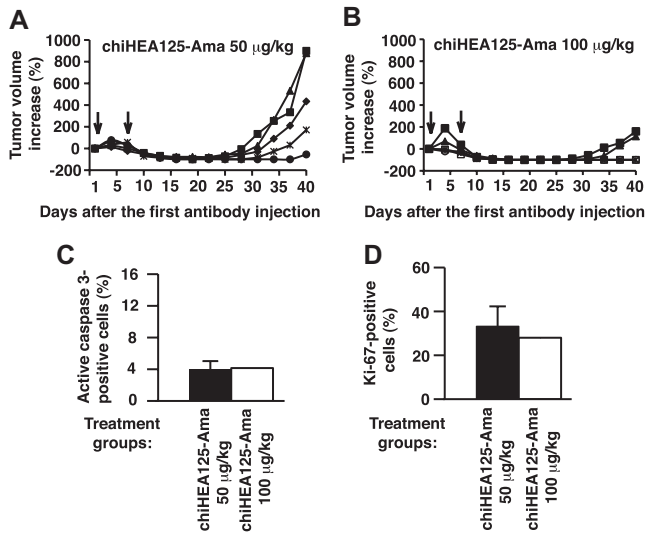 A
chiHEA125-Ama 50 μg/kg
Tumor volume
increase (%)
1000
800
600
400
200
0
-200
1 5 10 15 20 25 30 35 40
Days after the first antibody injection
B
chiHEA125-Ama 100 μg/kg
Tumor volume
increase (%)
1000
800
600
400
200
0
-200
1 5 10 15 20 25 30 35 40
Days after the first antibody injection
C
Active caspase 3-
positive cells (%)
16
12
8
4
0
Treatment
groups:
chiHEA125-Ama
50 μg/kg
chiHEA125-Ama
100 μg/kg
D
Ki-67-positive
cells (%)
60
40
20
0
Treatment
groups:
chiHEA125-Ama
50 μg/kg
chiHEA125-Ama
100 μg/kg